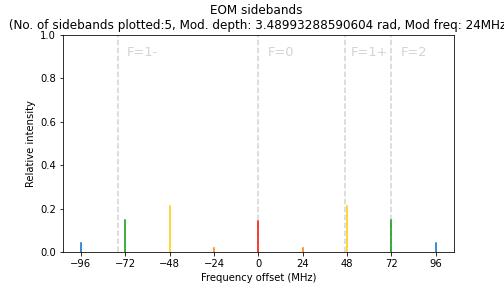 EOM sidebands
(No. of sidebands plotted:5, Mod. depth: 3.48993288590604 rad, Mod freq: 24MHz
1.0
F=1- F=0 F=1+ F=2
0.8
0.6
0.4
0.2
0.0
Relative intensity
−96 −72 −48 −24 0 24 48 72 96
Frequency offset (MHz)